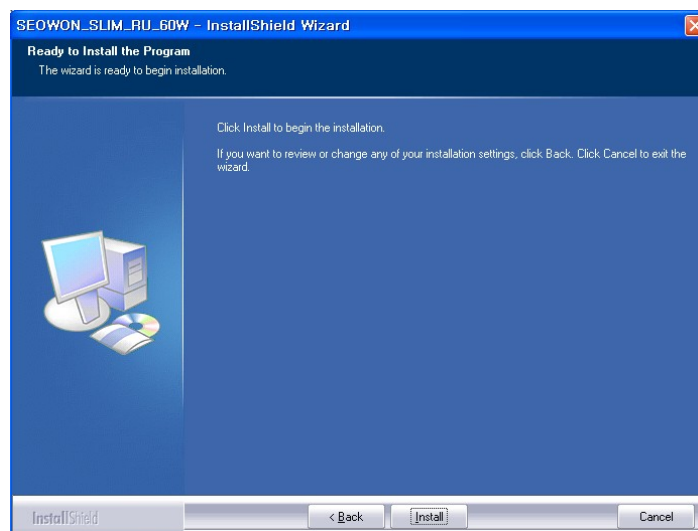 SEOWON_SLIM_RU_60W - InstallShield Wizard
Ready to Install the Program
The wizard is ready to begin installation.
Click Install to begin the installation.
If you want to review or change any of your installation settings, click Back. Click Cancel to exit the
wizard.
InstallShield
< Back
Install
Cancel